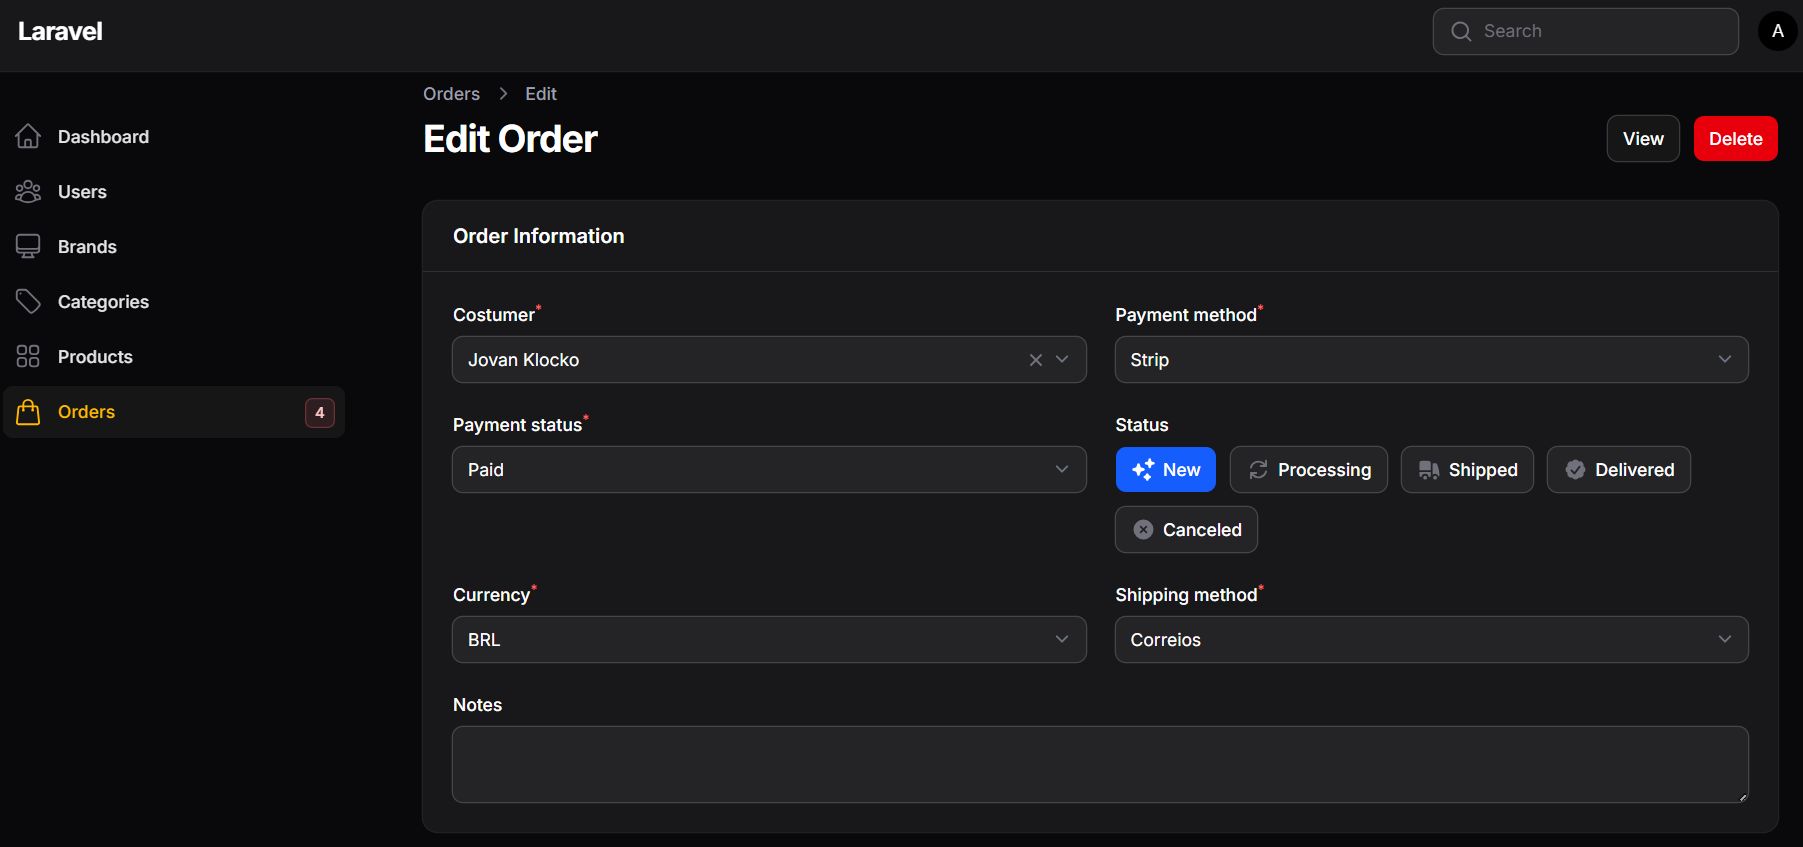 Laravel
Search
A
Dashboard
Users
Brands
Categories
Products
Orders
4
Orders > Edit
Edit Order
View
Delete
Order Information
Costumer*
Payment method*
Jovan Klocko
Strip
Payment status*
Status
Paid
New
Processing
Shipped
Delivered
Canceled
Currency*
Shipping method*
BRL
Correios
Notes